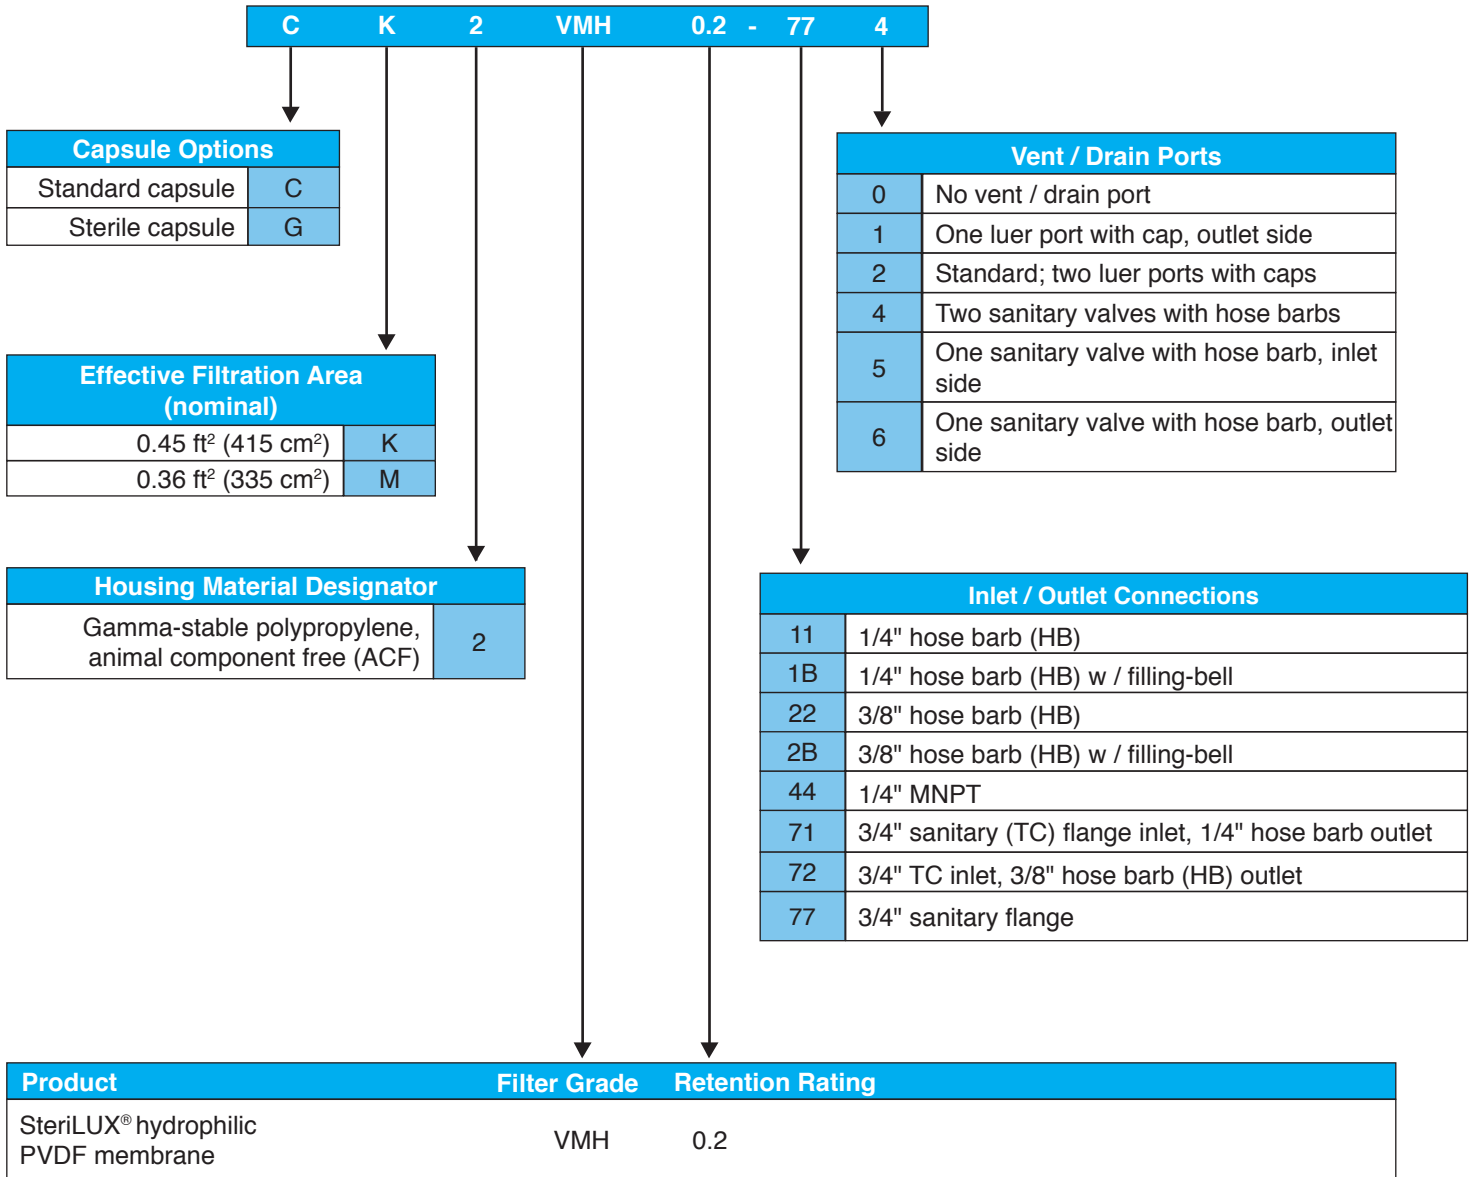 C K 2 VMH 0.2 - 77 4
Capsule Options
Standard capsule C
Sterile capsule G
Effective Filtration Area
(nominal)
0.45 ft² (415 cm²) K
0.36 ft² (335 cm²) M
Housing Material Designator
Gamma-stable polypropylene,
animal component free (ACF)
2
Vent / Drain Ports
0 No vent / drain port
1 One luer port with cap, outlet side
2 Standard; two luer ports with caps
4 Two sanitary valves with hose barbs
5 One sanitary valve with hose barb, inlet
side
6 One sanitary valve with hose barb, outlet
side
Inlet / Outlet Connections
11 1/4" hose barb (HB)
1B 1/4" hose barb (HB) w / filling-bell
22 3/8" hose barb (HB)
2B 3/8" hose barb (HB) w / filling-bell
44 1/4" MNPT
71 3/4" sanitary (TC) flange inlet, 1/4" hose barb outlet
72 3/4" TC inlet, 3/8" hose barb (HB) outlet
77 3/4" sanitary flange
Product Filter Grade Retention Rating
SteriLUX® hydrophilic
PVDF membrane
VMH 0.2